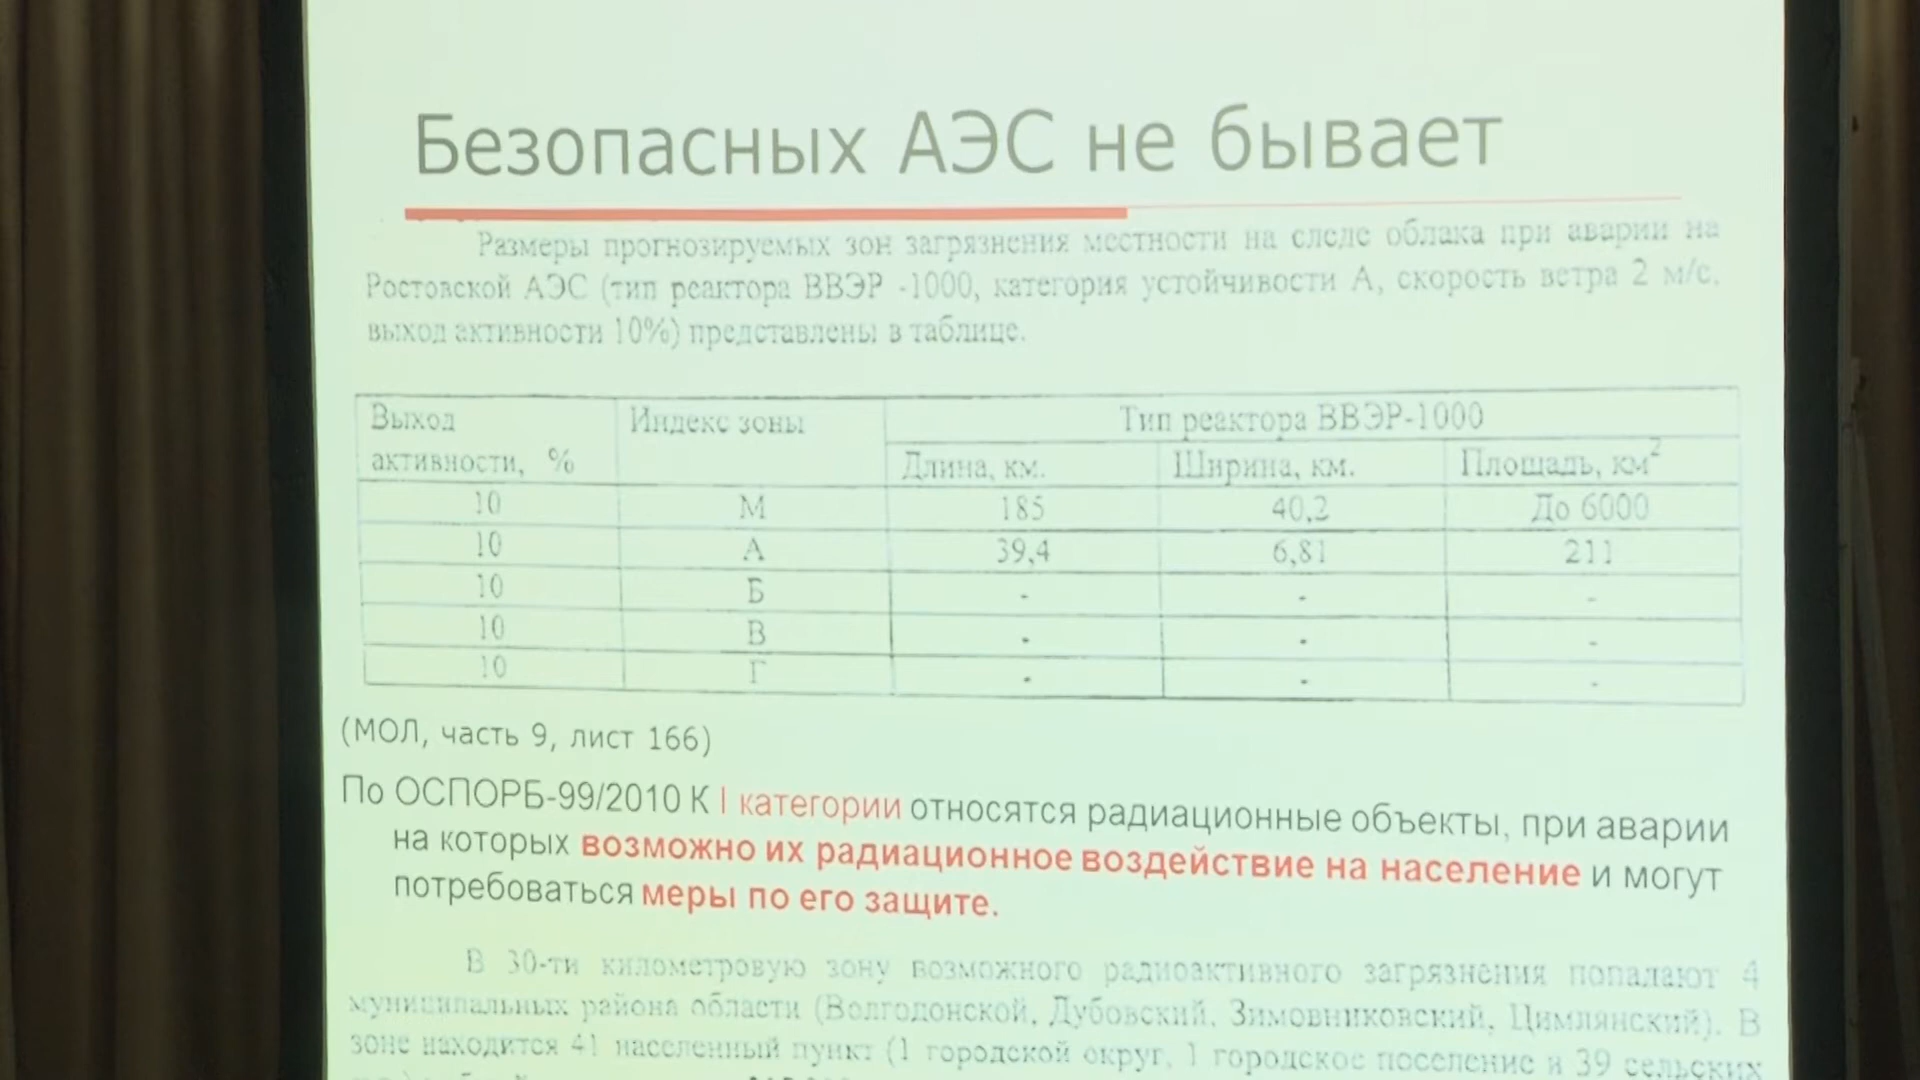 Безопасных АЭС не бывает
Размеры прогнозируемых зон загрязнения местности на следе облака при аварии на
Ростовской АЭС (тип реактора ВВЭР -1000, категория устойчивости А, скорость ветра 2 м/с,
выход активности 10%) представлены в таблице.
Выход активности, % Индекс зоны Тип реактора ВВЭР-1000
Длина, км. Ширина, км. Площадь, км²
10 М 185 40,2 До 6000
10 А 39,4 6,81 211
10 Б - - -
10 В - - -
10 Г - - -
(МОЛ, часть 9, лист 166)
По ОСПОРБ-99/2010 К I категории относятся радиационные объекты, при аварии
на которых возможно их радиационное воздействие на население и могут
потребоваться меры по его защите.
В 30-ти километровую зону возможного радиоактивного загрязнения попадают 4
муниципальных района области (Волгодонской, Дубовский, Зимовниковский, Цимлянский). В
зоне находится 41 населенный пункт (1 городской округ, 1 городское поселение и 39 сельских